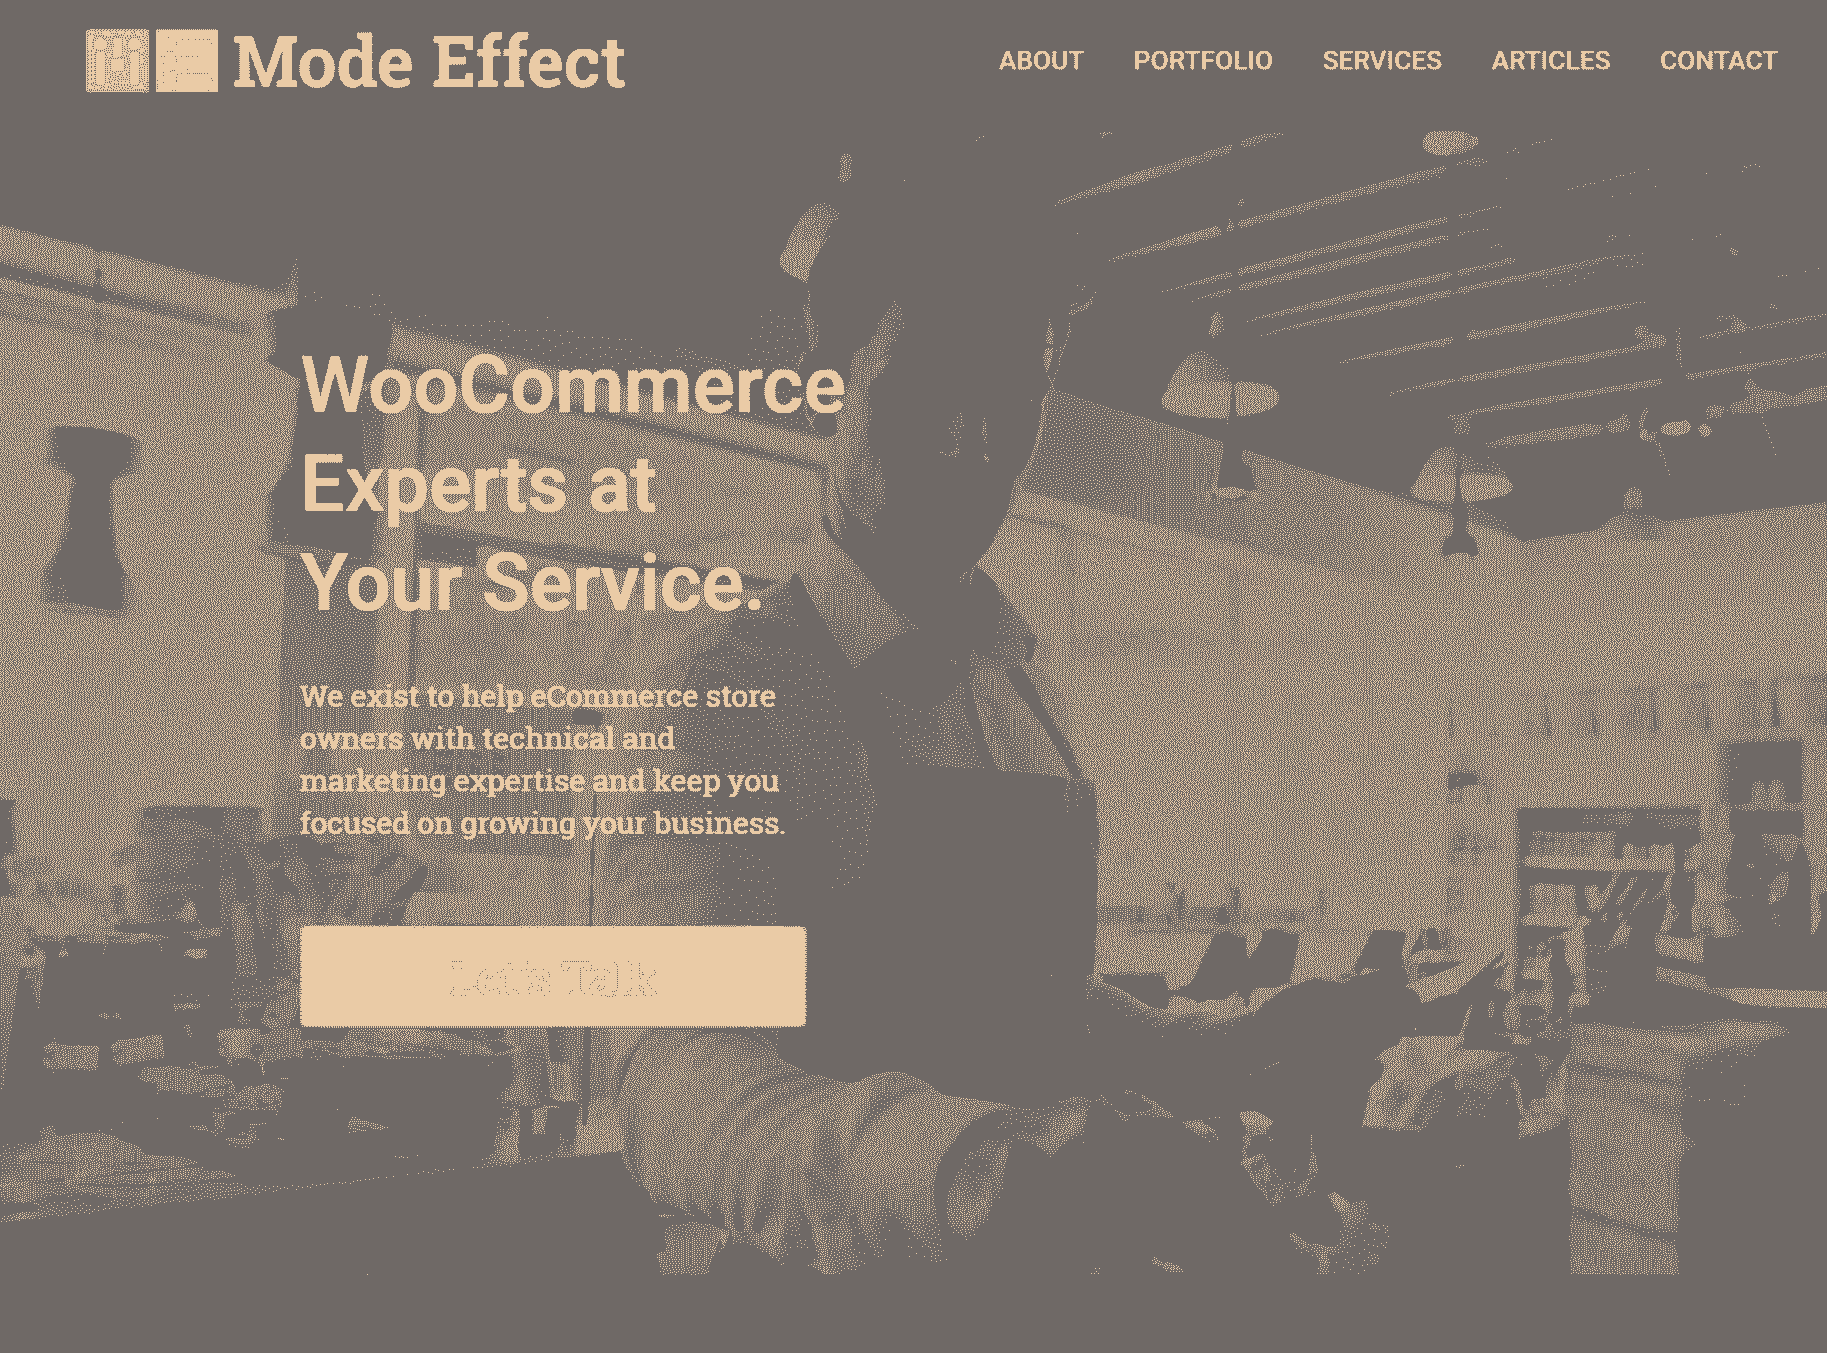 Mode Effect
ABOUT PORTFOLIO SERVICES ARTICLES CONTACT
WooCommerce
Experts at
Your Service.
We exist to help eCommerce store
owners with technical and
marketing expertise and keep you
focused on growing your business.
Let's Talk